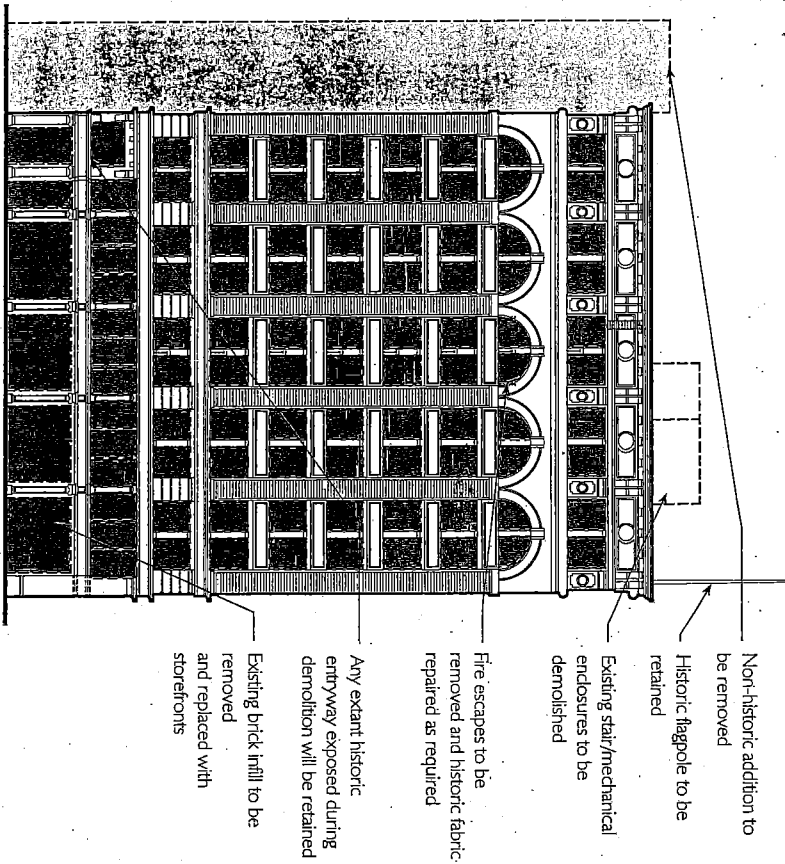 Non-historic addition to
be removed
Historic flagpole to be
retained
Existing stair/mechanical
enclosures to be
demolished
Fire escapes to be
removed and historic fabric
repaired as required
Any extant historic
entryway exposed during
demolition will be retained
Existing brick infill to be
removed
and replaced with
storefronts